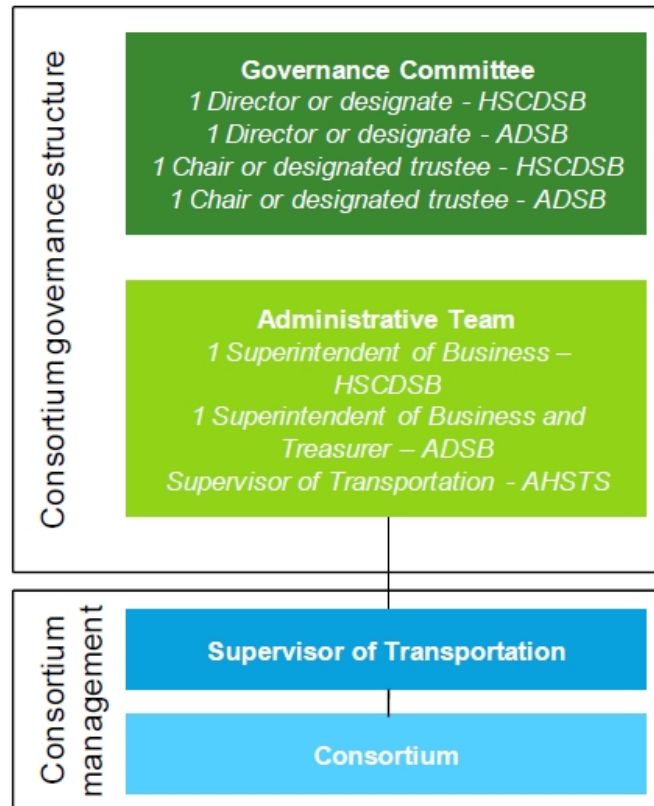 Consortium governance structure
Governance Committee
1 Director or designate - HSCDSB
1 Director or designate - ADSB
1 Chair or designated trustee - HSCDSB
1 Chair or designated trustee - ADSB
Administrative Team
1 Superintendent of Business –
HSCDSB
1 Superintendent of Business and
Treasurer – ADSB
Supervisor of Transportation - AHSTS
Consortium
management
Supervisor of Transportation
Consortium